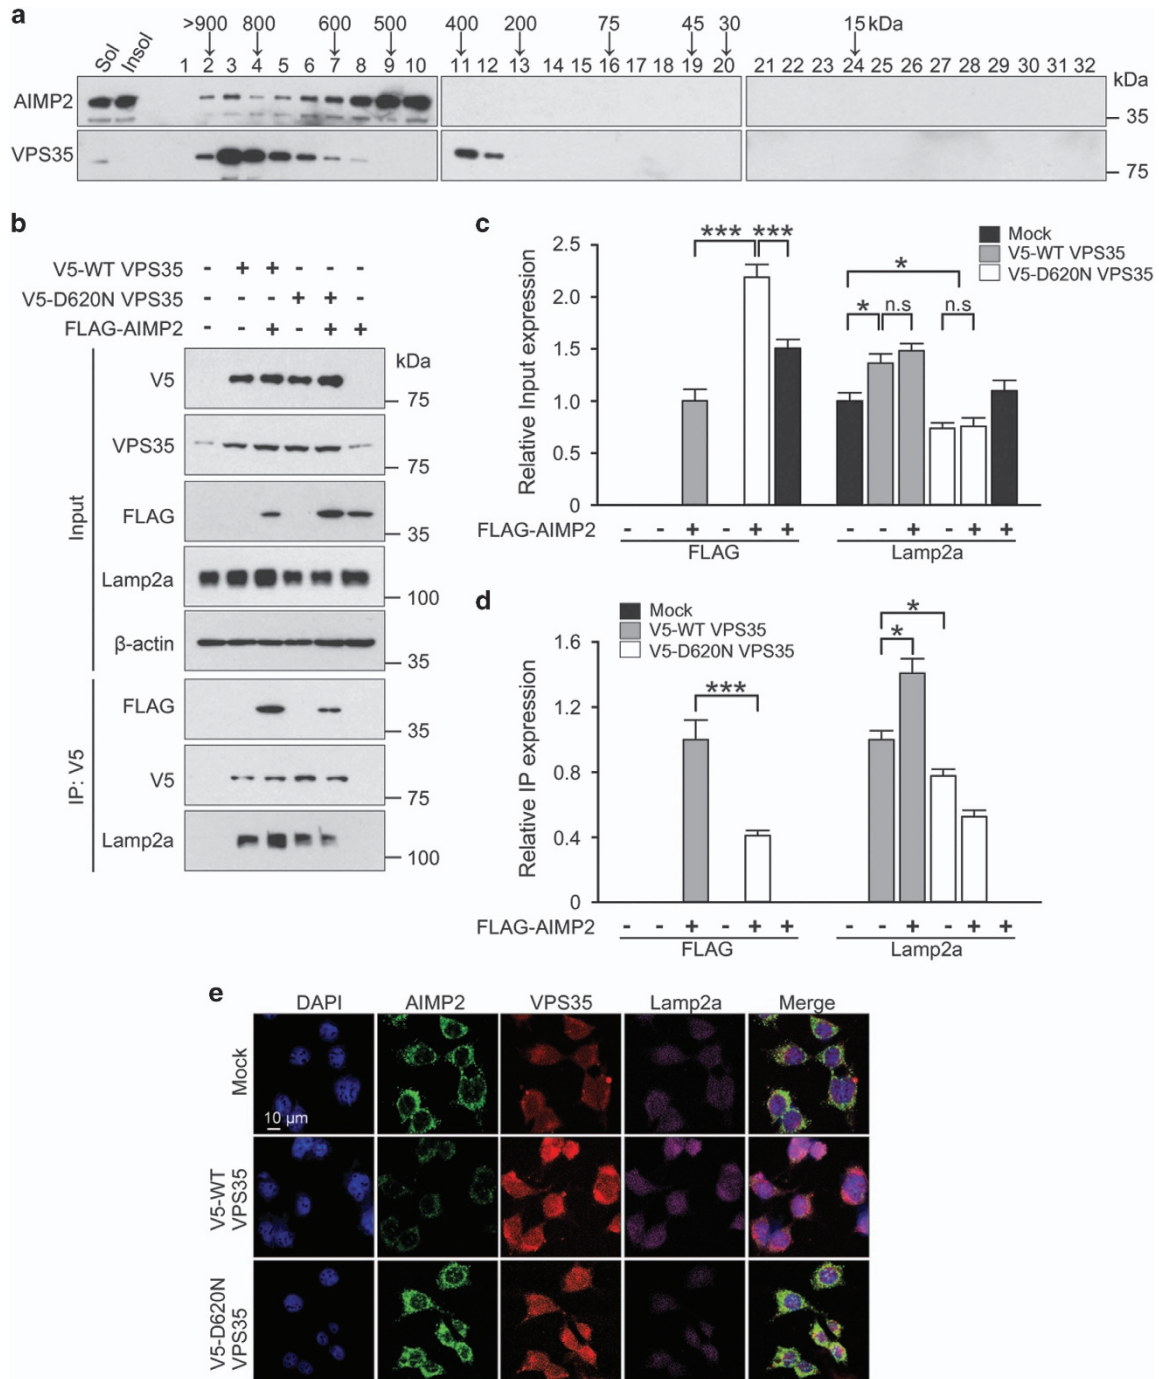 a
>900 800 600 500 400 200 75 45 30 15 kDa
Sol Insol 1 2 3 4 5 6 7 8 9 10 11 12 13 14 15 16 17 18 19 20 21 22 23 24 25 26 27 28 29 30 31 32 kDa
AIMP2
35
VPS35
75
b
V5-WT VPS35 - + + - - -
V5-D620N VPS35 - - - + + -
FLAG-AIMP2 - - + - + +
kDa
Input
V5
75
VPS35
75
FLAG
35
Lamp2a
100
β-actin
35
IP: V5
FLAG
35
V5
75
Lamp2a
100
c
Mock
V5-WT VPS35
V5-D620N VPS35
*** ***
*
* n.s n.s
Relative Input expression
2.5
2.0
1.5
1.0
0.5
0
FLAG-AIMP2 - - + - + + - - + - + +
FLAG Lamp2a
d
Mock
V5-WT VPS35
V5-D620N VPS35
*
*
***
Relative IP expression
1.6
1.2
0.8
0.4
0
FLAG-AIMP2 - - + - + + - - + - + +
FLAG Lamp2a
e
DAPI AIMP2 VPS35 Lamp2a Merge
Mock
10 µm
V5-WT
VPS35
V5-D620N
VPS35